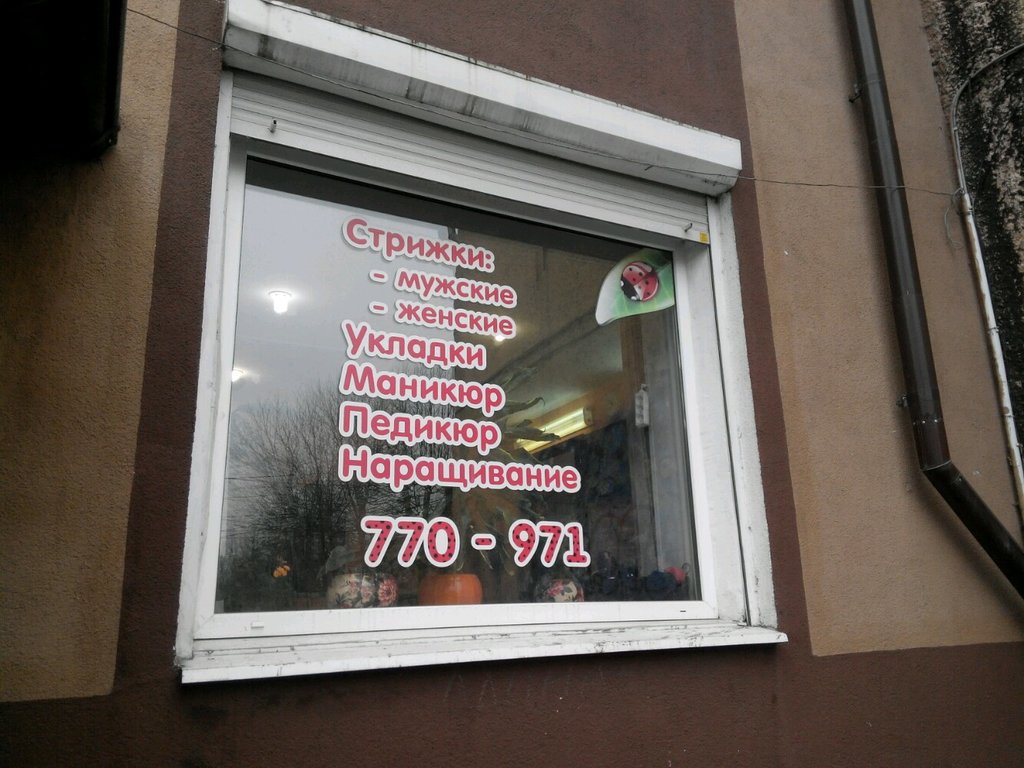 Стрижки:
- мужские
- женские
Укладки
Маникюр
Педикюр
Наращивание
770 - 971